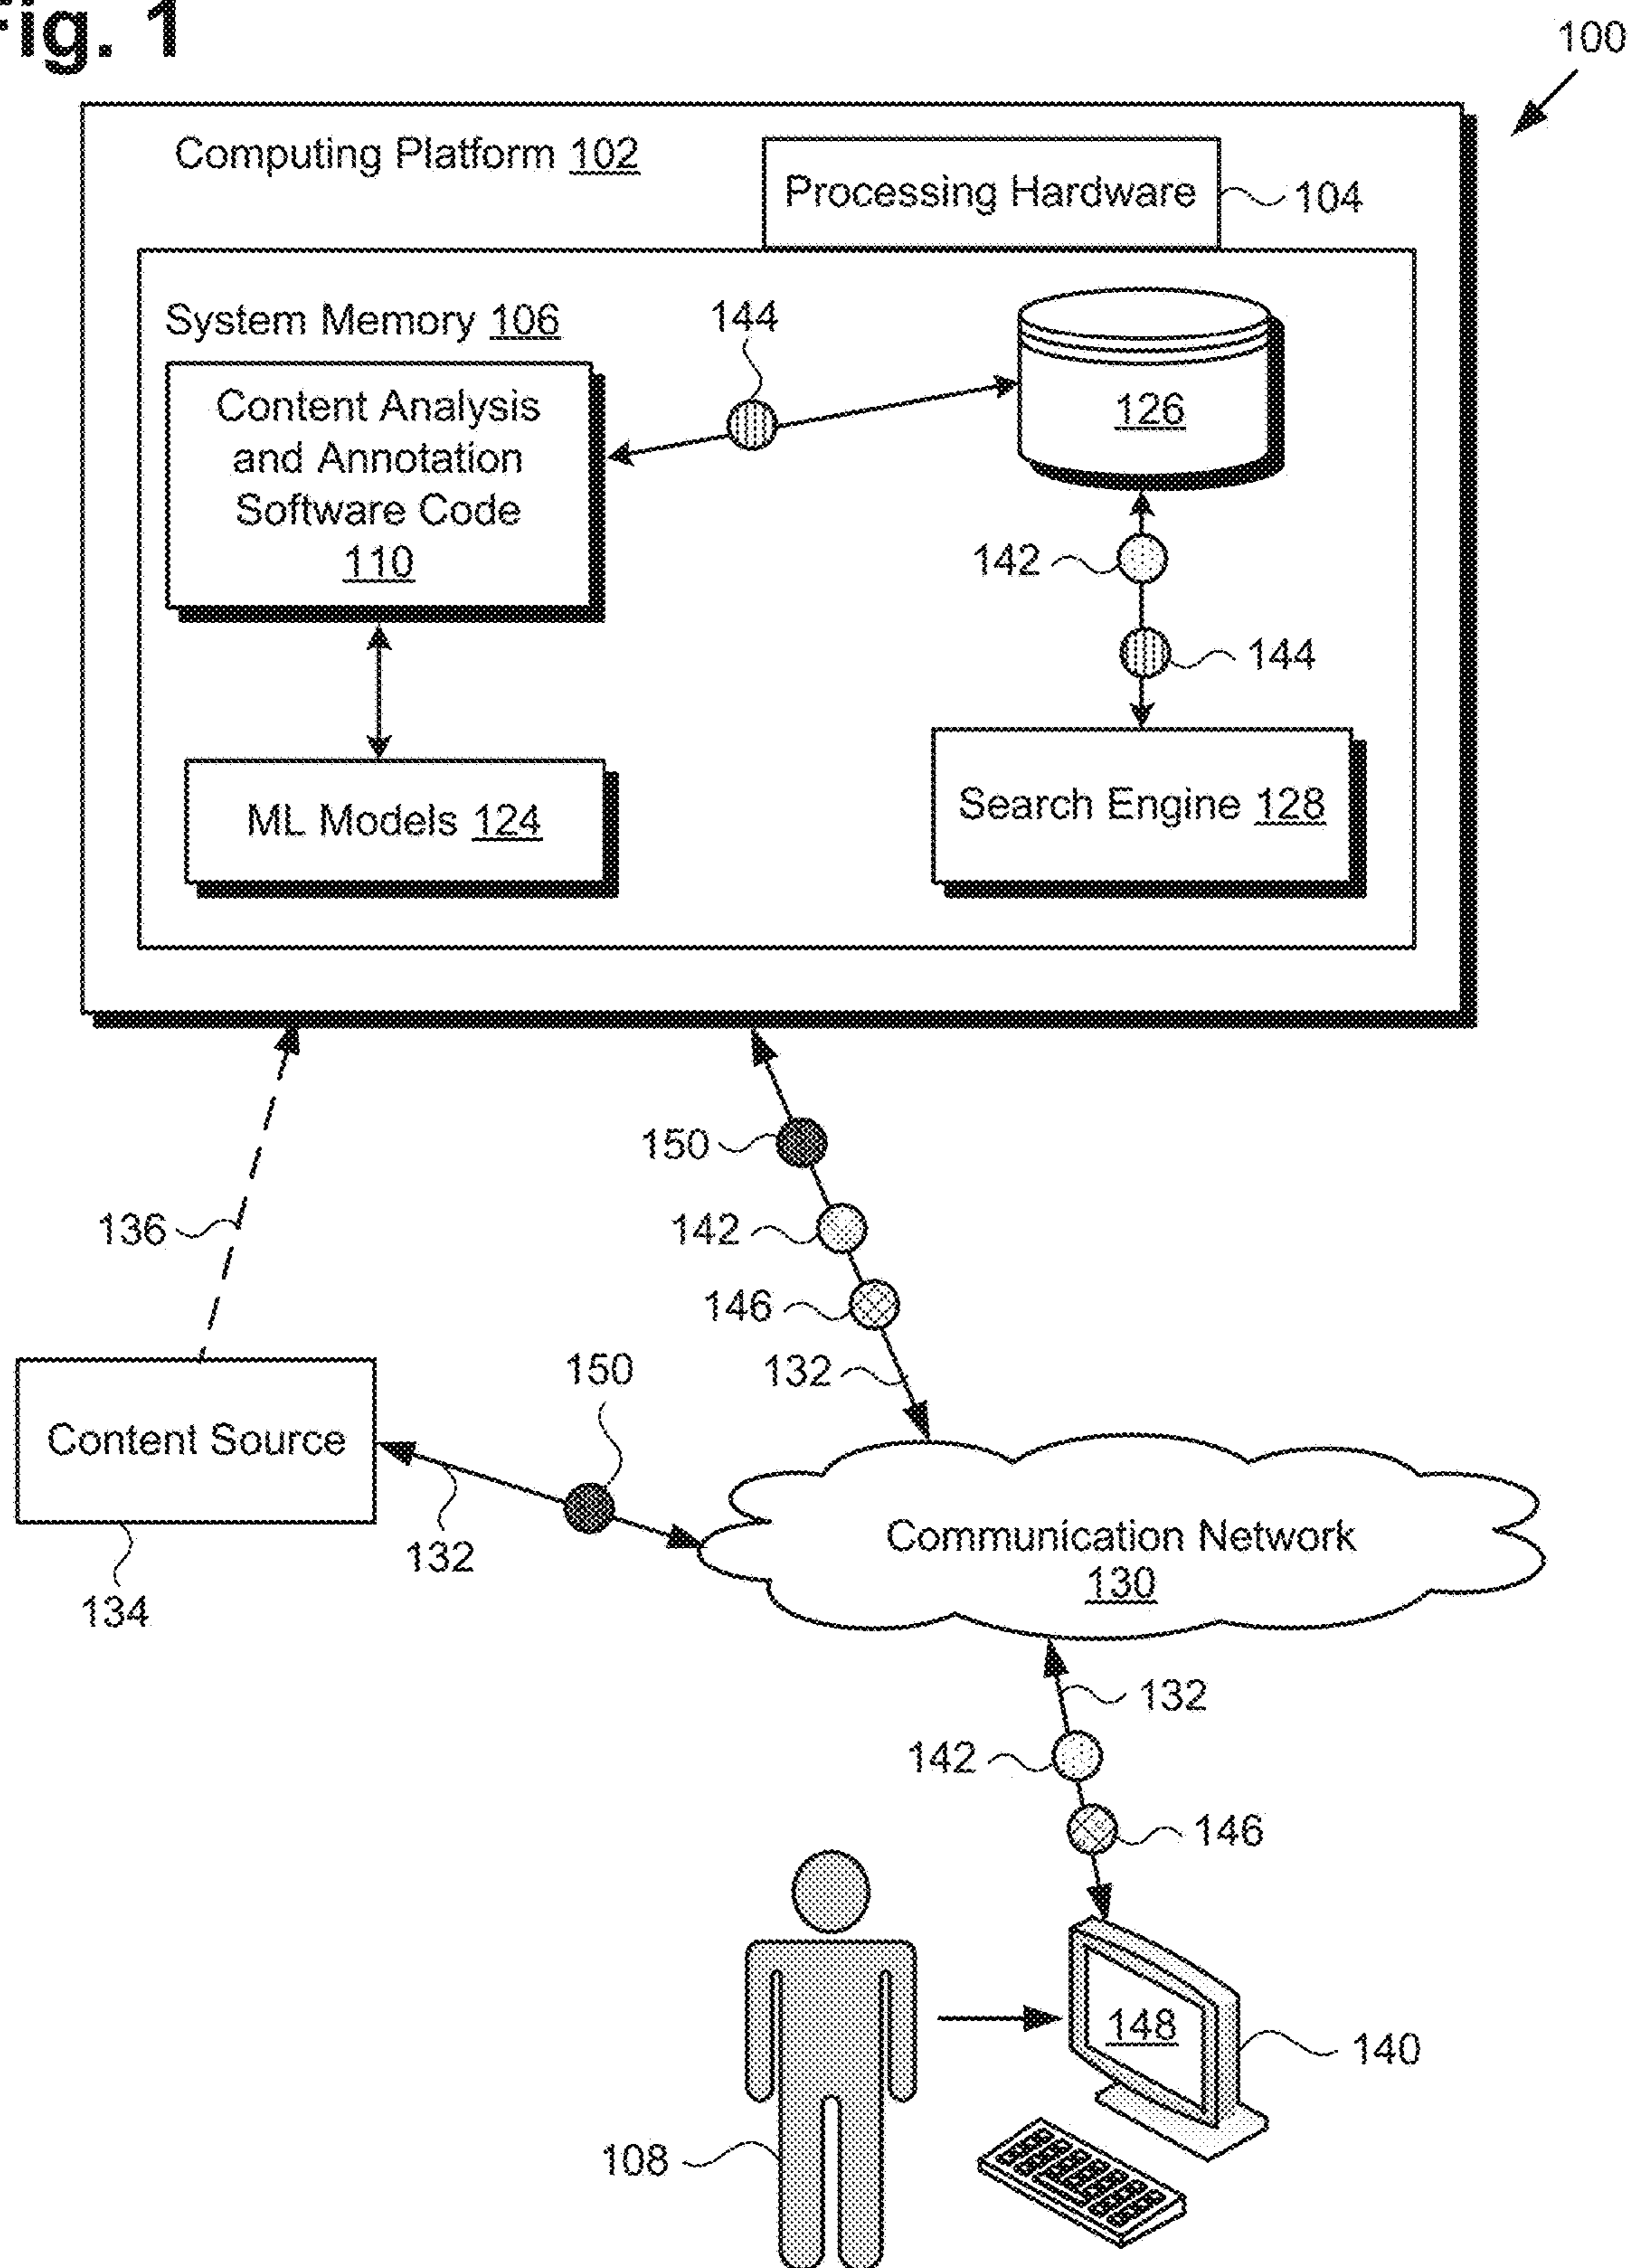 Fig. 1
100
Computing Platform 102
Processing Hardware
104
System Memory 106
144
Content Analysis
and Annotation
Software Code
110
126
142
144
ML Models 124
Search Engine 128
150
142
136
146
132
150
Content Source
132
134
Communication Network
130
132
142
146
148
140
108